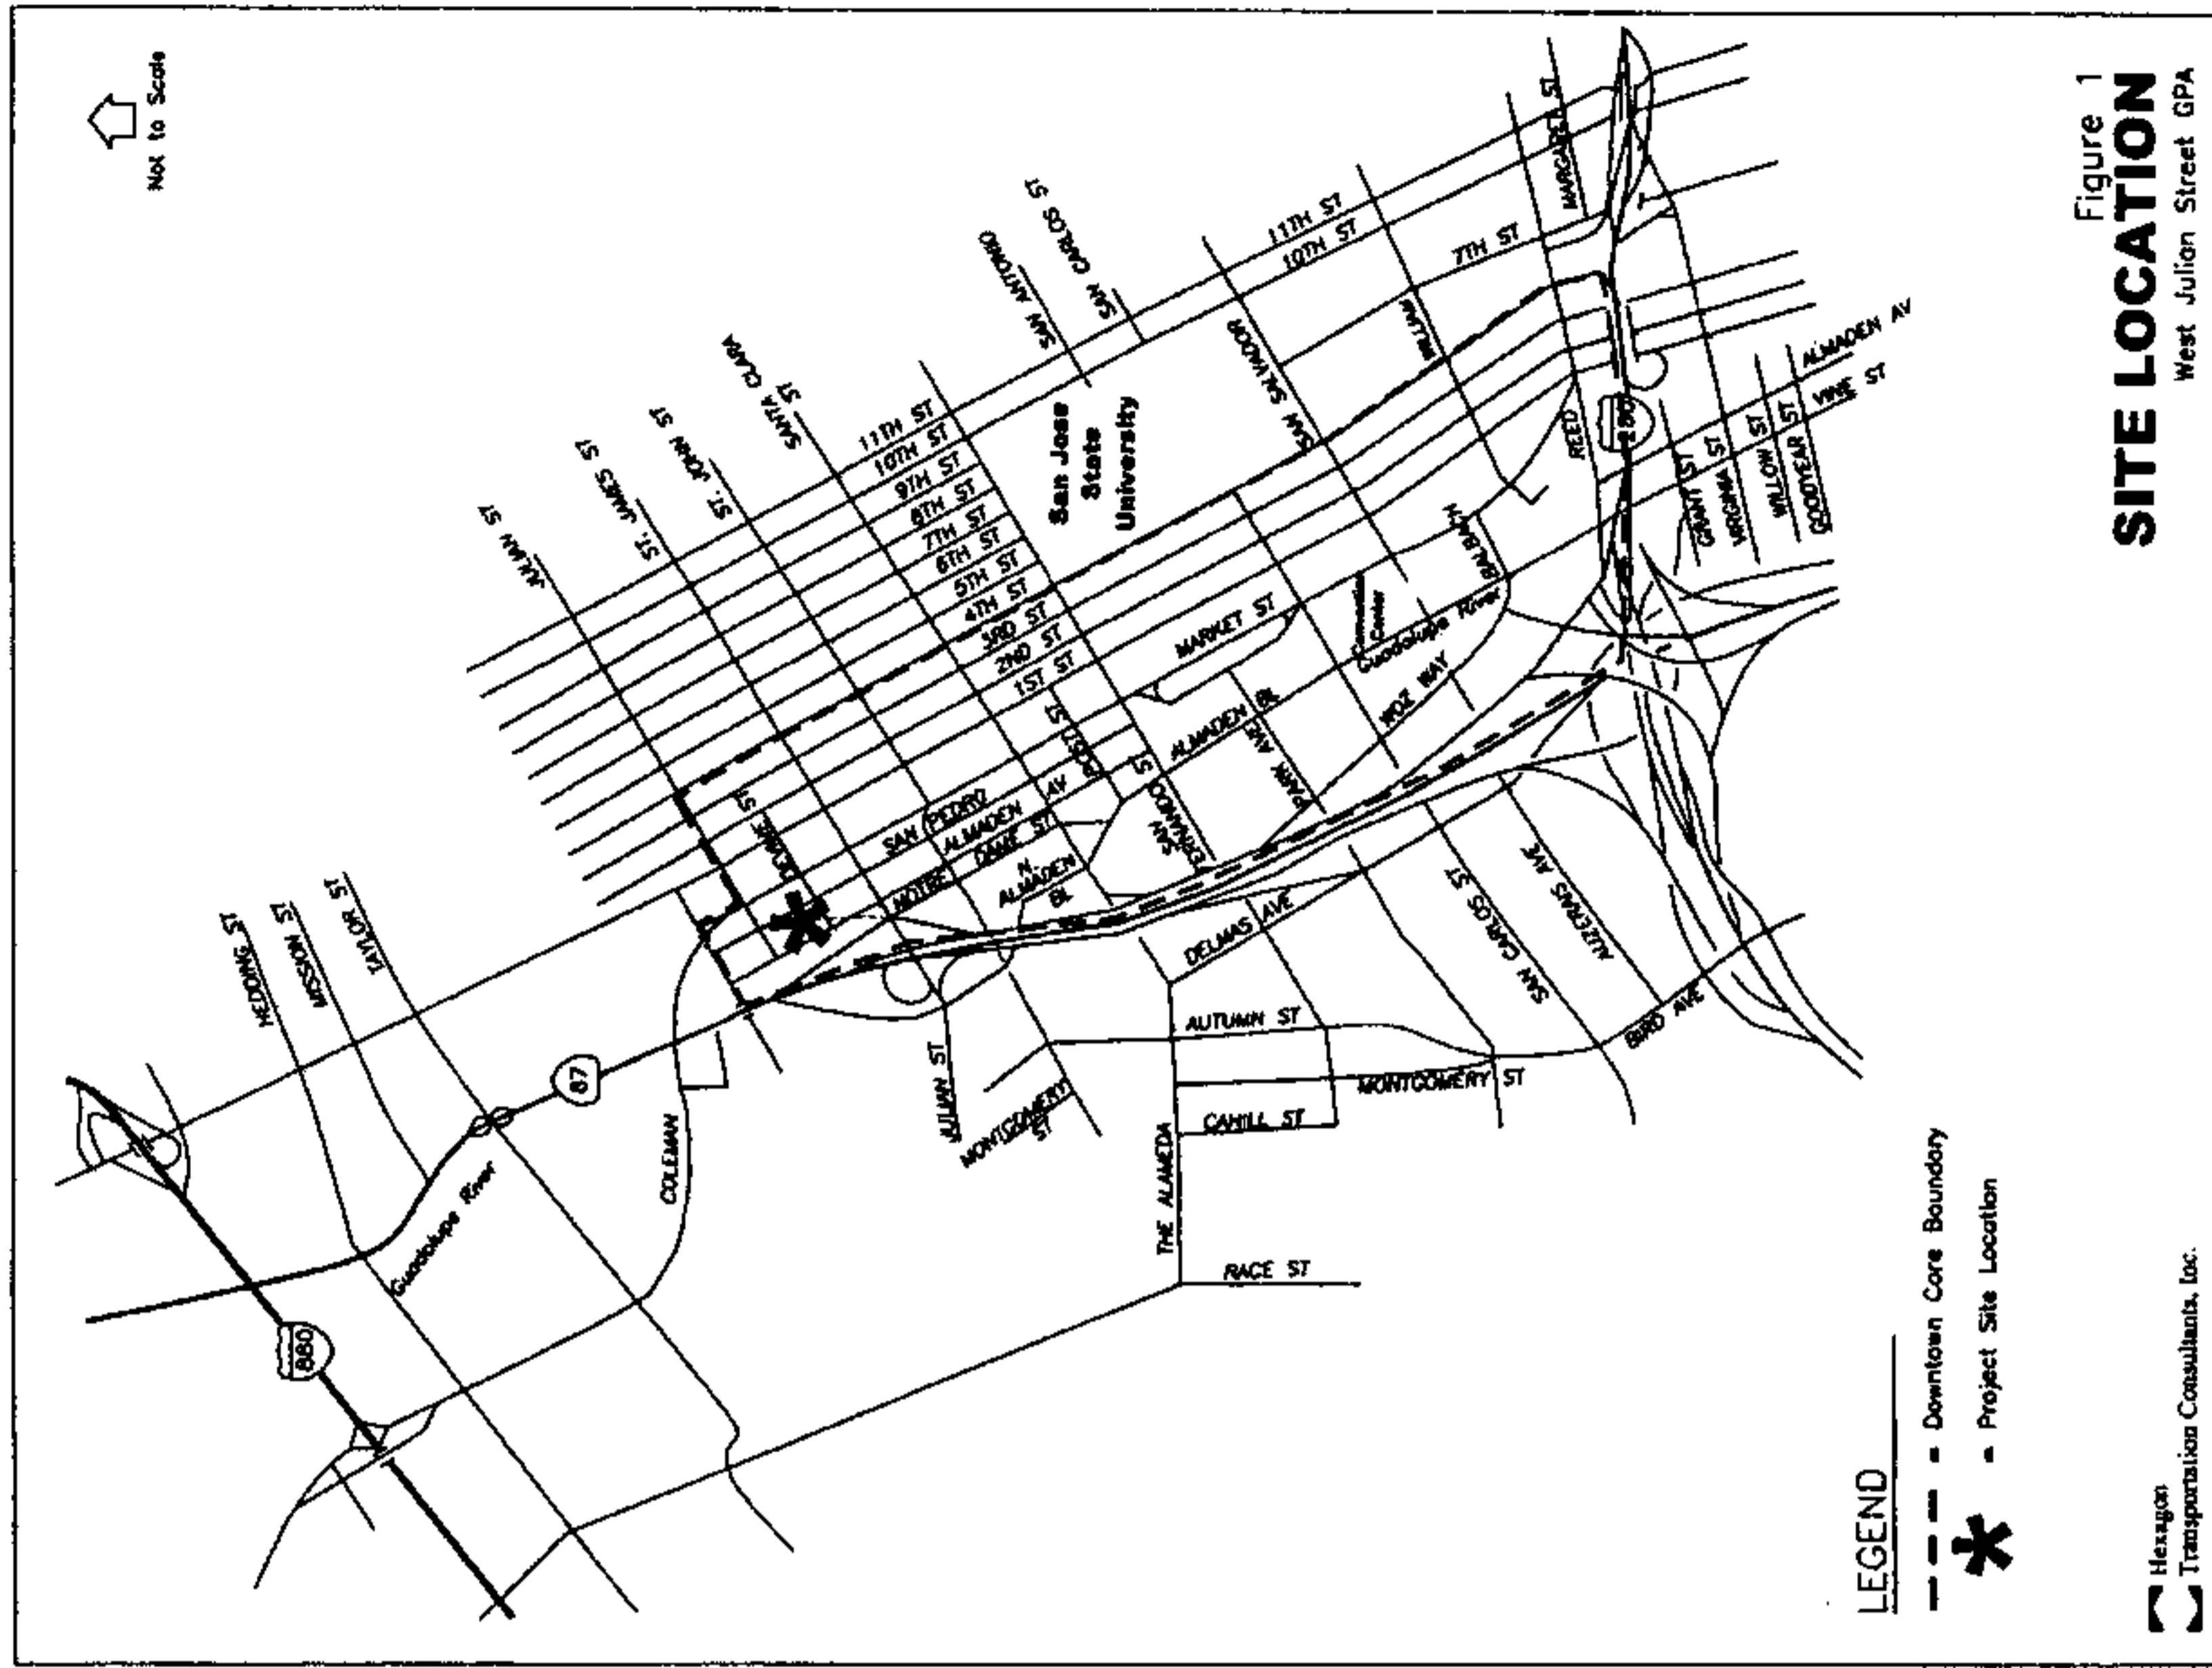 Not to Scale
HEDDING ST
MISSION ST
TAYLOR ST
JULIAN ST
ST. JAMES ST
ST. JOHN ST
SANTA CLARA
ST
SAN ANTONIO
SAN CARLOS ST
880
87
Guadalupe River
COLEMAN
DEVINE ST
11TH ST
10TH ST
9TH ST
8TH ST
7TH ST
6TH ST
5TH ST
4TH ST
3RD ST
2ND ST
1ST ST
San Jose
State
University
11TH ST
10TH ST
7TH ST
MARGARET ST
SAN SALVADOR
REED
280
SAN PEDRO
ALMADEN AV
NOTRE DAME ST
N
ALMADEN
BL
POST ST
MARKET ST
ALMADEN BL
SAN
FERNANDO ST
PARK AVE
WOZ WAY
Convention
Center
Guadalupe River
BALBACH
GRANT ST
VIRGINIA ST
WILLOW ST
GOODYEAR ST
ALMADEN AV
VINE ST
JULIAN ST
MONTGOMERY
ST
THE ALAMEDA
RACE ST
CAHILL ST
MONTGOMERY ST
AUTUMN ST
DELMAS AVE
SAN CARLOS ST
AUZERAIS AVE
BIRD AVE
LEGEND
- Downtown Core Boundary
- Project Site Location
Hexagon
Transportation Consultants, Inc.
Figure 1
SITE LOCATION
West Julian Street GPA